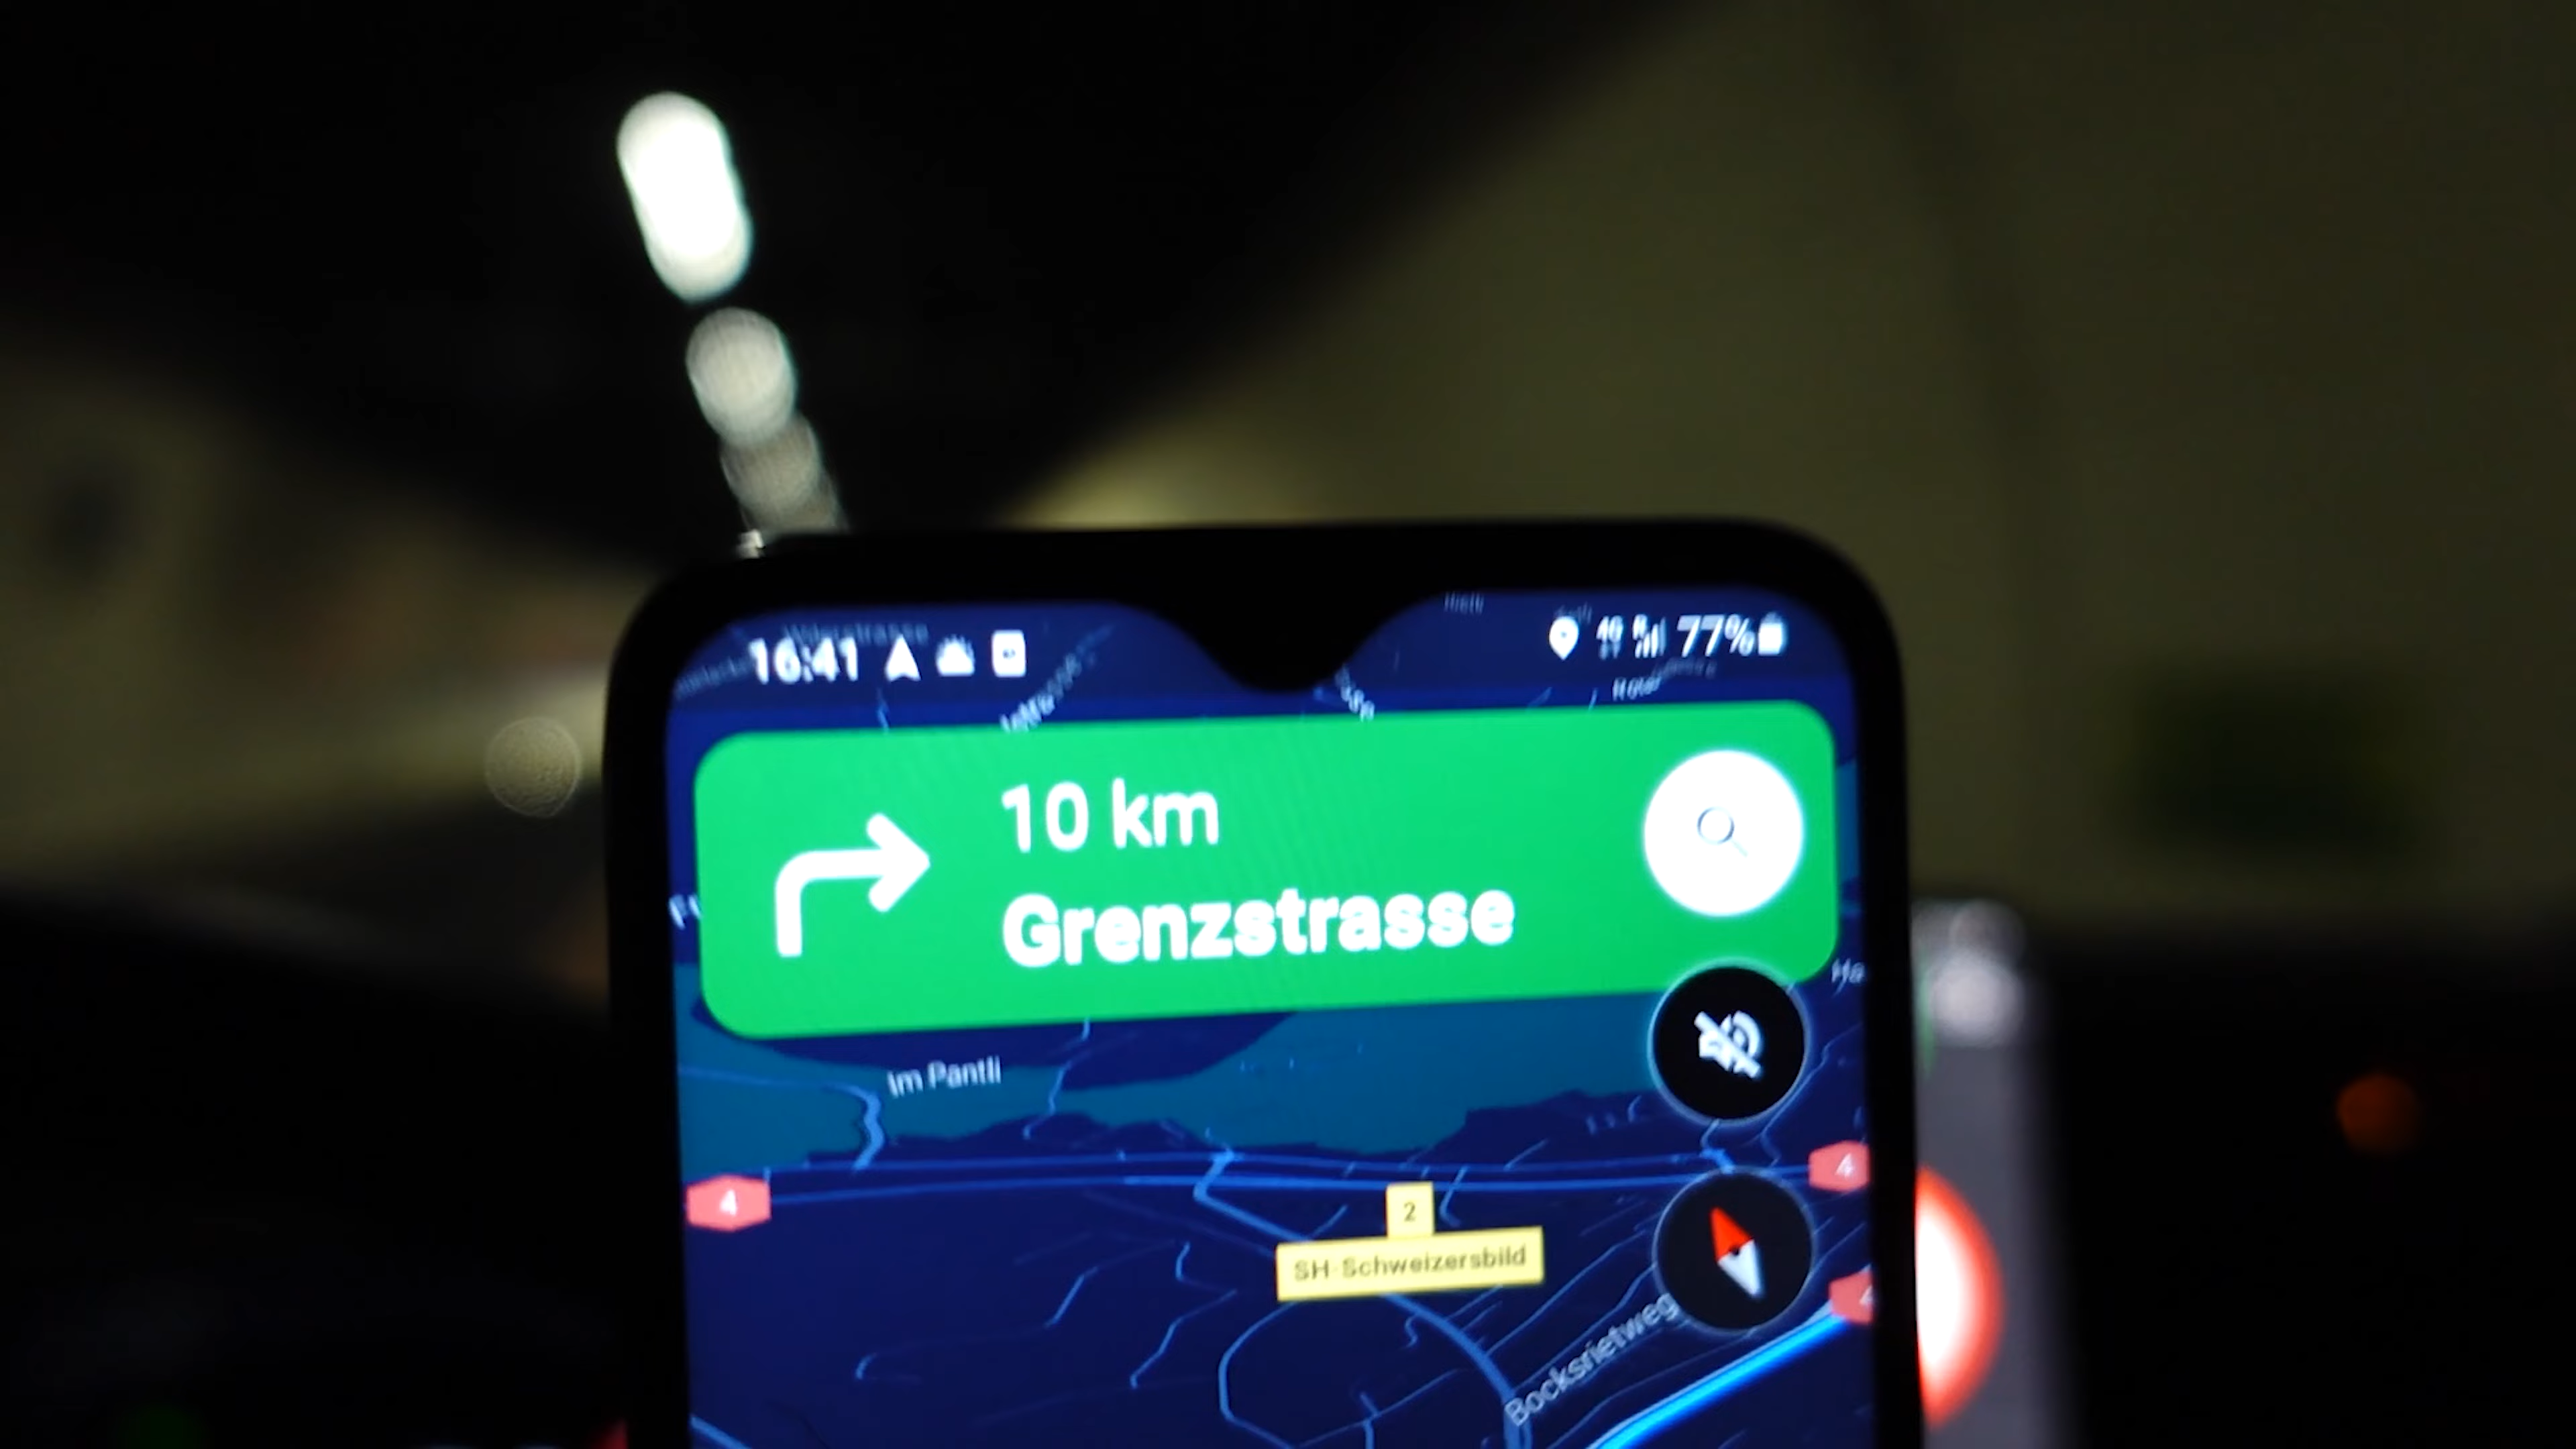 16:41
77%
10 km
Grenzstrasse
Im Pantli
4
4
2
SH-Schweizersbild
Bocksrietweg